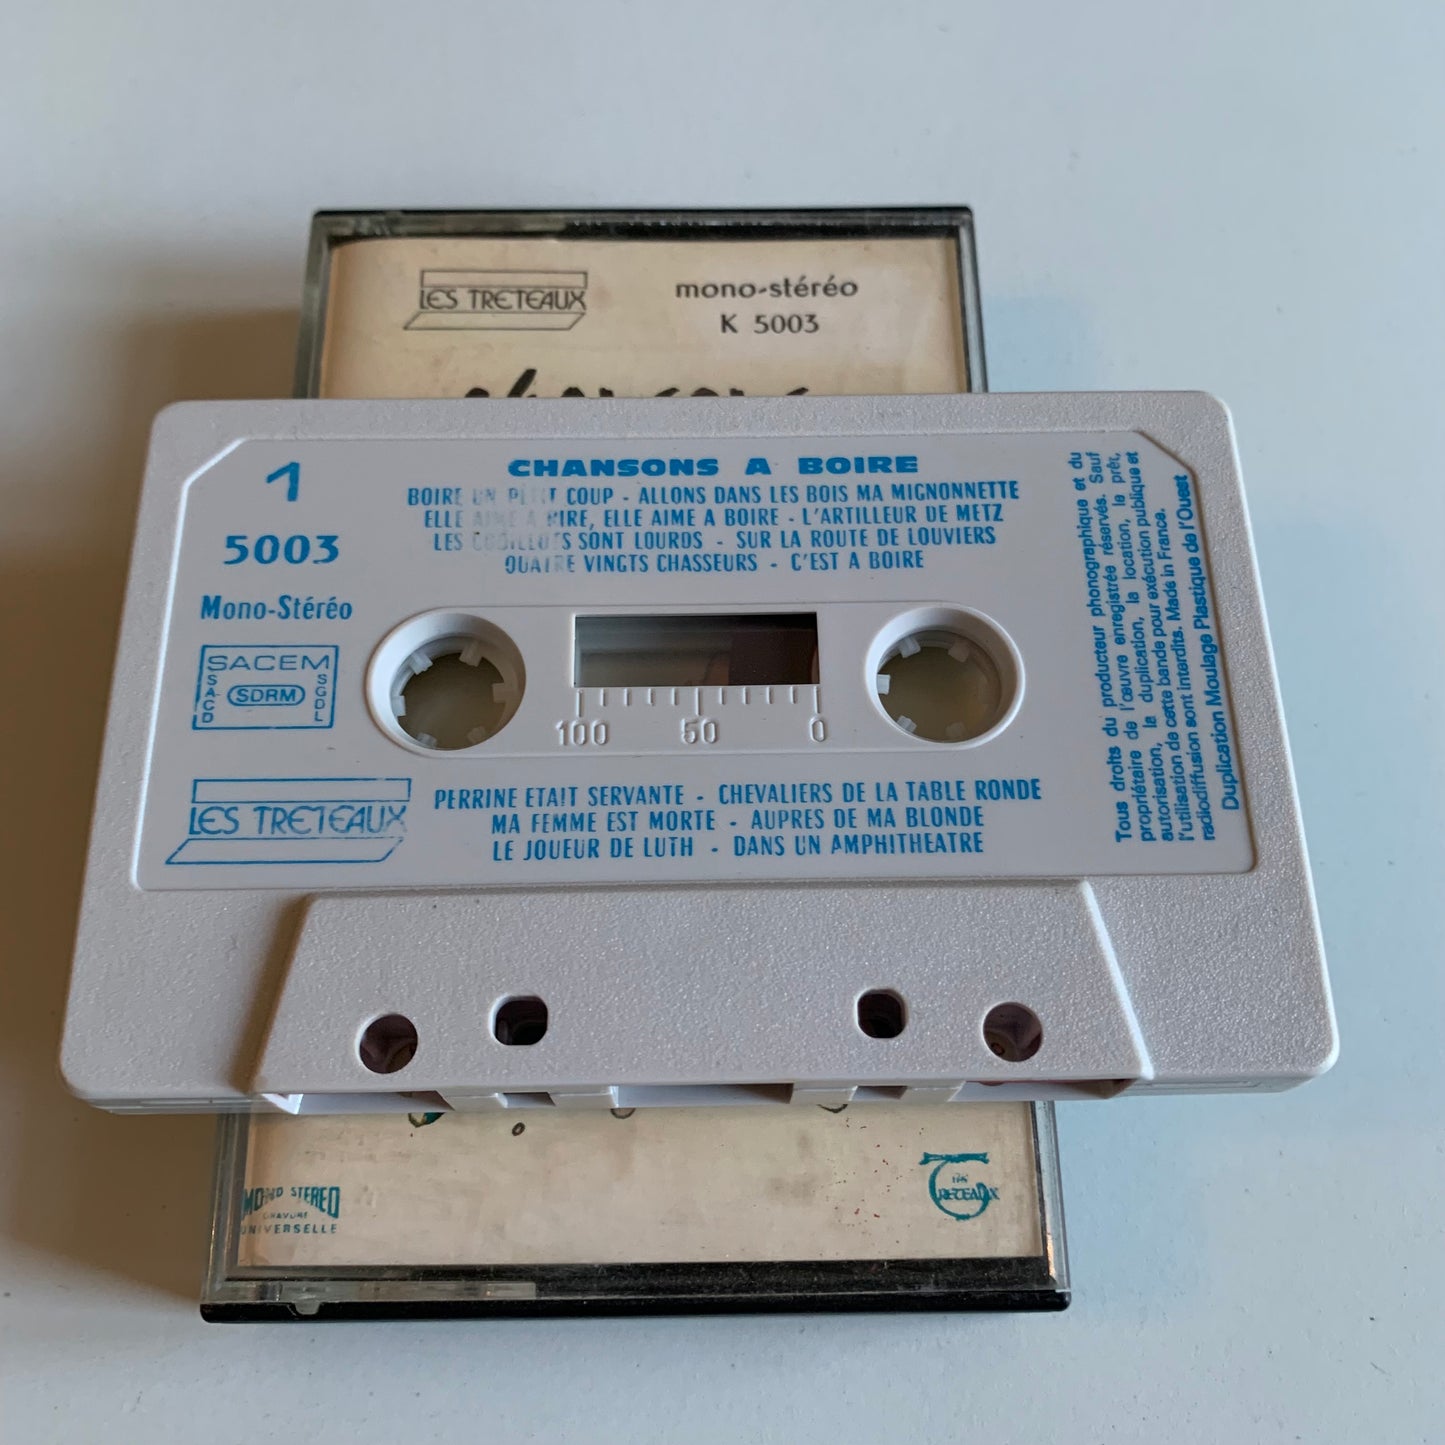 LES TRETEAUX
mono-stéréo
K 5003
chansons
1
5003
Mono-Stéréo
SACEM
SACD
SDRM
SGDL
LES TRETEAUX
CHANSONS A BOIRE
BOIRE UN PETIT COUP - ALLONS DANS LES BOIS MA MIGNONNETTE
ELLE AIME A RIRE, ELLE AIME A BOIRE - L'ARTILLEUR DE METZ
LES GODILLOTS SONT LOURDS - SUR LA ROUTE DE LOUVIERS
QUATRE VINGTS CHASSEURS - C'EST A BOIRE
100 50 0
PERRINE ETAIT SERVANTE - CHEVALIERS DE LA TABLE RONDE
MA FEMME EST MORTE - AUPRES DE MA BLONDE
LE JOUEUR DE LUTH - DANS UN AMPHITHEATRE
Tous droits du producteur phonographique et du
propriétaire de l'œuvre enregistrée réservés. Sauf
autorisation, la duplication, la location, le prêt,
l'utilisation de cette bande pour exécution publique et
radiodiffusion sont interdits. Made in France.
Duplication Moulage Plastique de l'Ouest
MONO STEREO
GRAVURE
UNIVERSELLE
LES
TRETEAUX